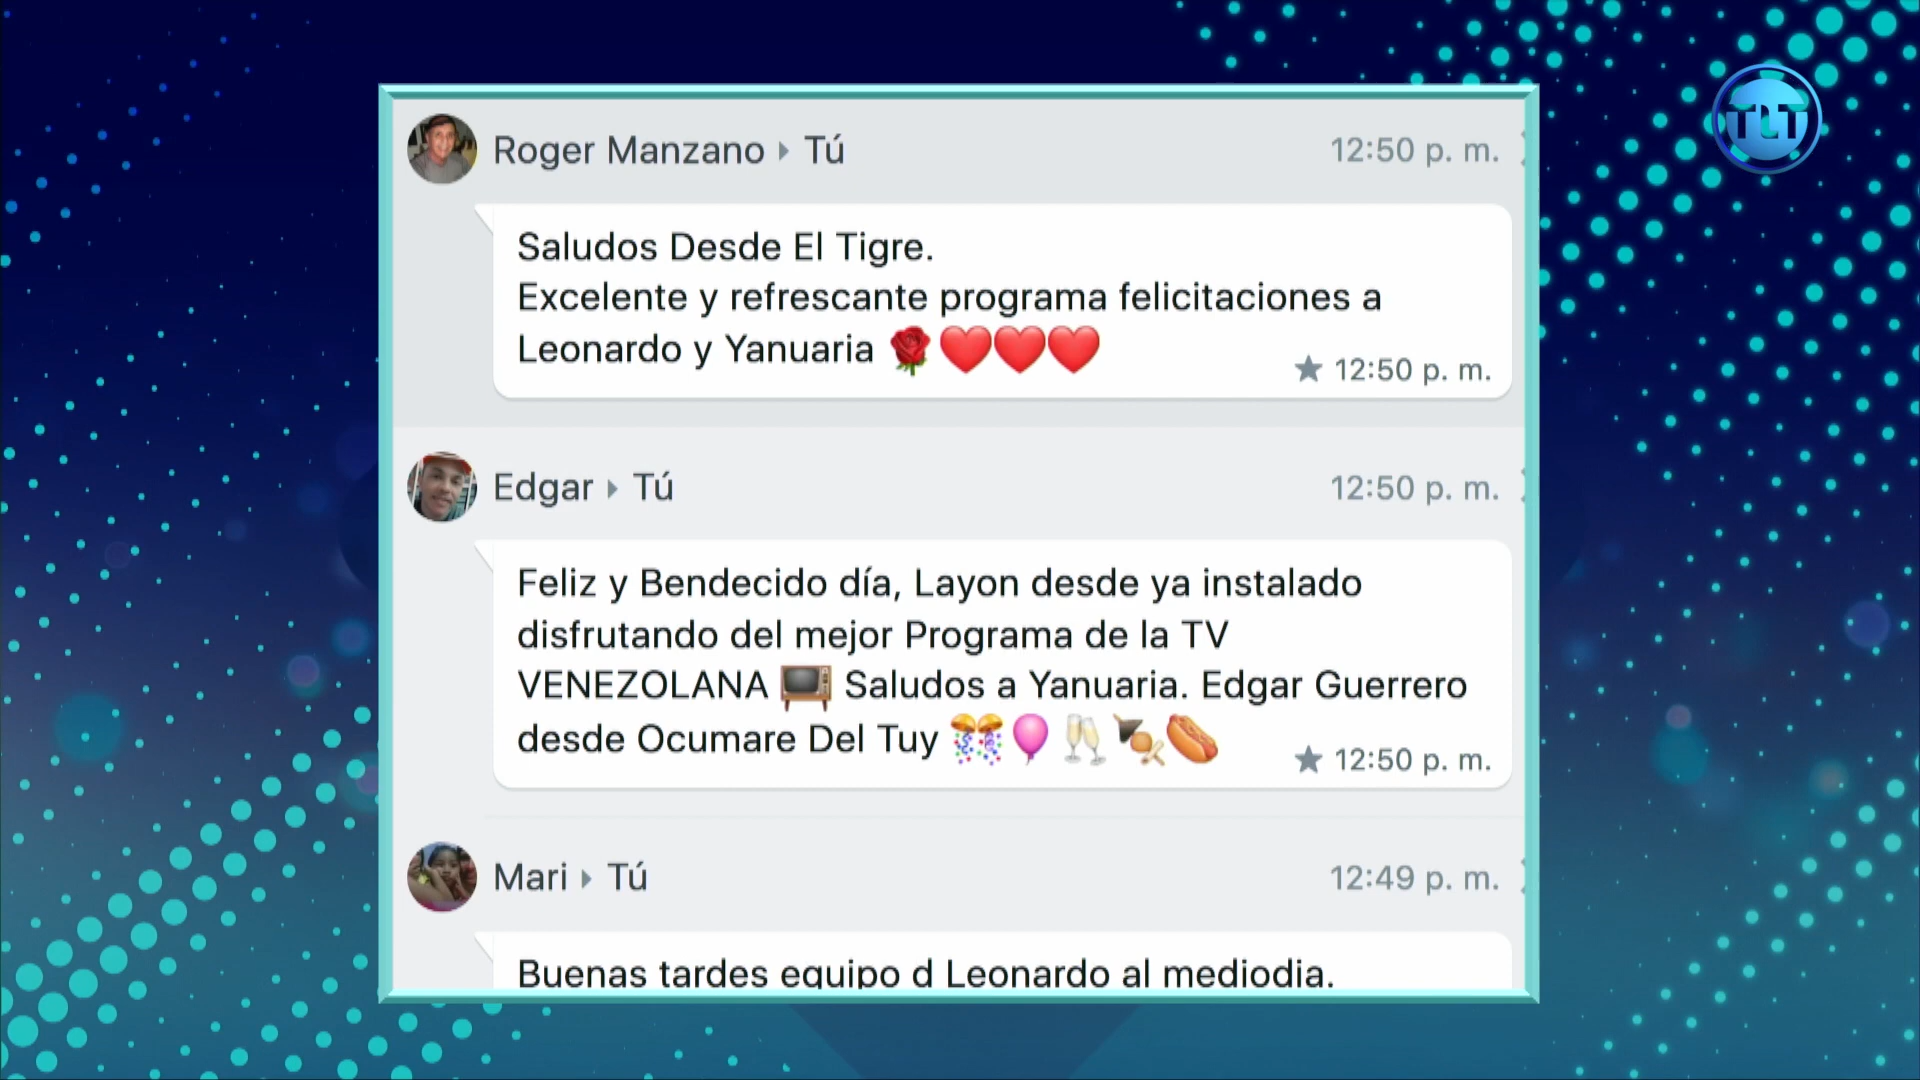 TLT
Roger Manzano ▸ Tú 12:50 p. m.
Saludos Desde El Tigre.
Excelente y refrescante programa felicitaciones a
Leonardo y Yanuaria 🌹❤️❤️❤️
★ 12:50 p. m.
Edgar ▸ Tú 12:50 p. m.
Feliz y Bendecido día, Layon desde ya instalado
disfrutando del mejor Programa de la TV
VENEZOLANA 📺 Saludos a Yanuaria. Edgar Guerrero
desde Ocumare Del Tuy 🎊🎈🥂🪅🌭
★ 12:50 p. m.
Mari ▸ Tú 12:49 p. m.
Buenas tardes equipo d Leonardo al mediodia.